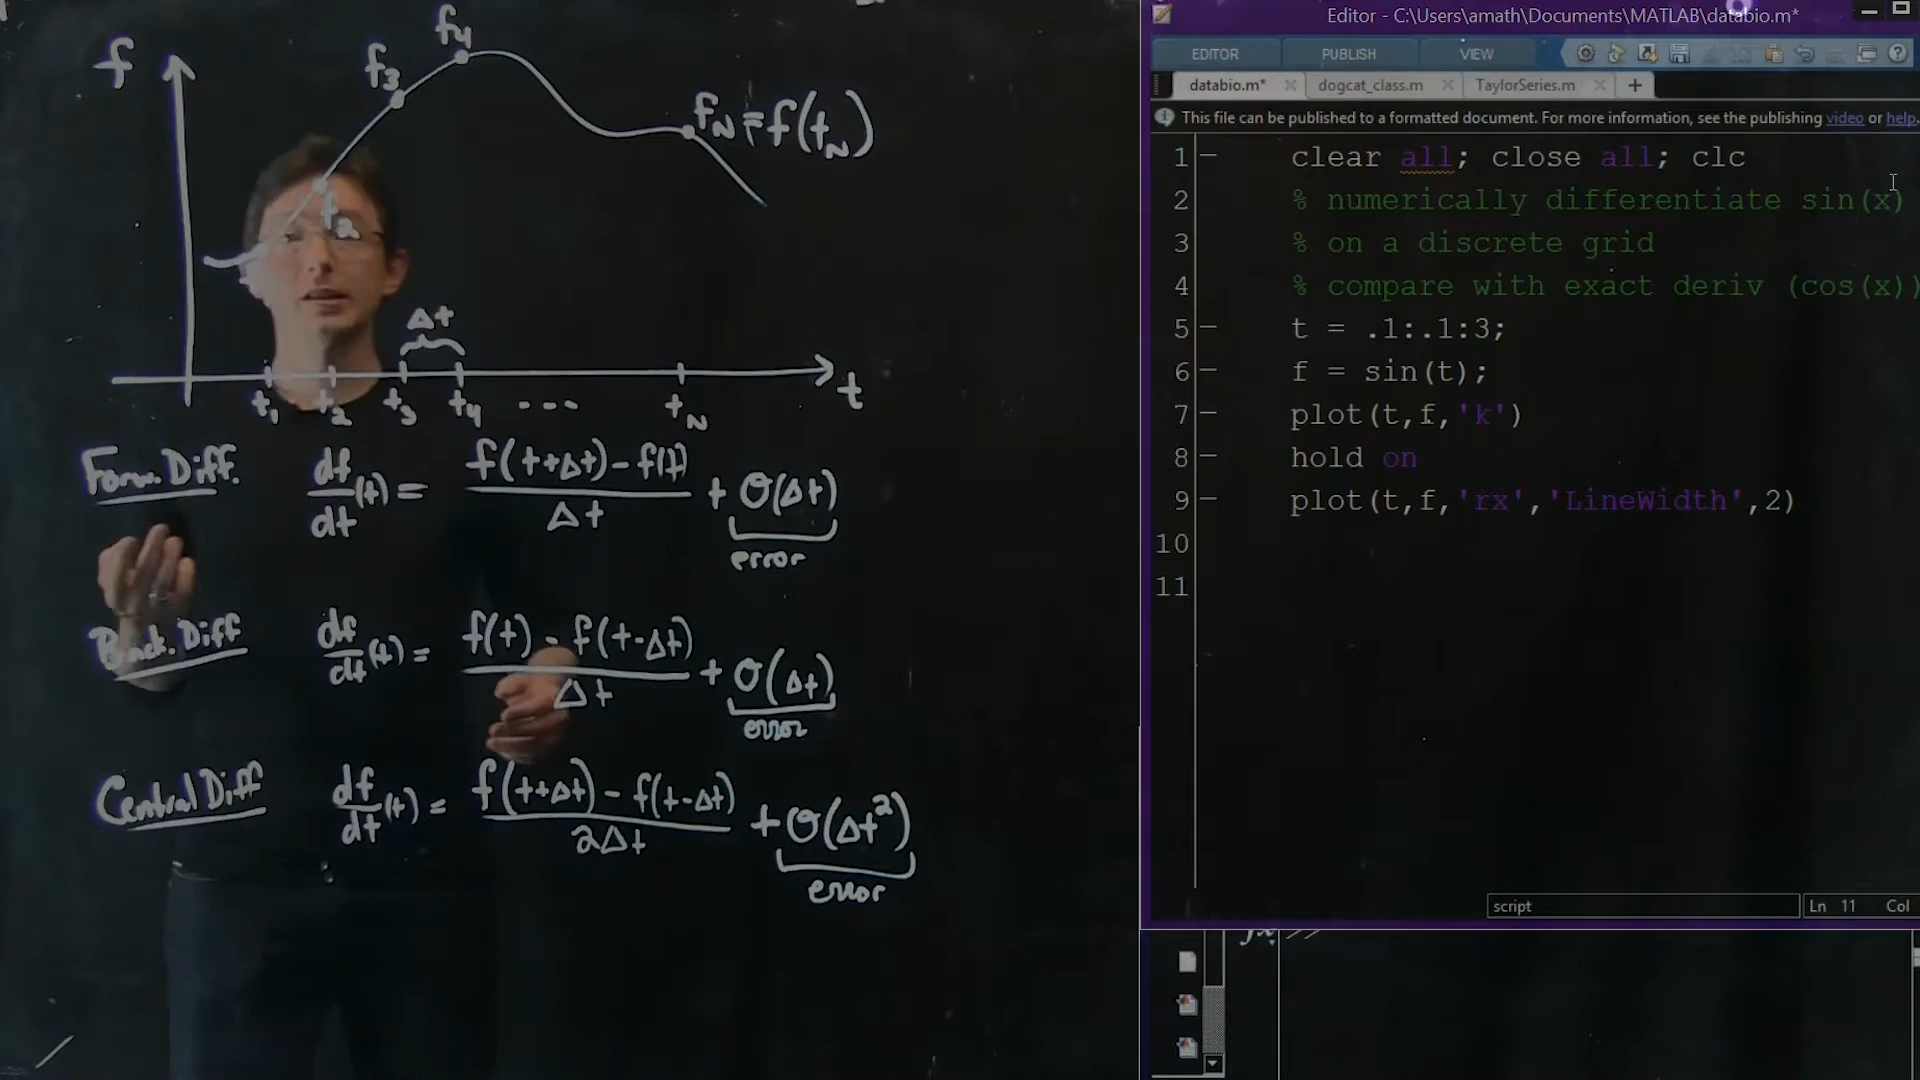 f
f3
f4
fN = f(tN)
f2
Δt
t1 t2 t3 t4 ... tN
t
Forw. Diff. df/dt(t) = f(t+Δt) - f(t) / Δt + O(Δt)
error
Back. Diff df/dt(t) = f(t) - f(t-Δt) / Δt + O(Δt)
error
Central Diff df/dt(t) = f(t+Δt) - f(t-Δt) / 2Δt + O(Δt²)
error
Editor - C:\Users\amath\Documents\MATLAB\databio.m*
EDITOR PUBLISH VIEW
databio.m* dogcat_class.m TaylorSeries.m
This file can be published to a formatted document. For more information, see the publishing video or help.
1 clear all; close all; clc
2 % numerically differentiate sin(x)
3 % on a discrete grid
4 % compare with exact deriv (cos(x))
5 t = .1:.1:3;
6 f = sin(t);
7 plot(t,f,'k')
8 hold on
9 plot(t,f,'rx','LineWidth',2)
10
11
script Ln 11 Col
fx >>